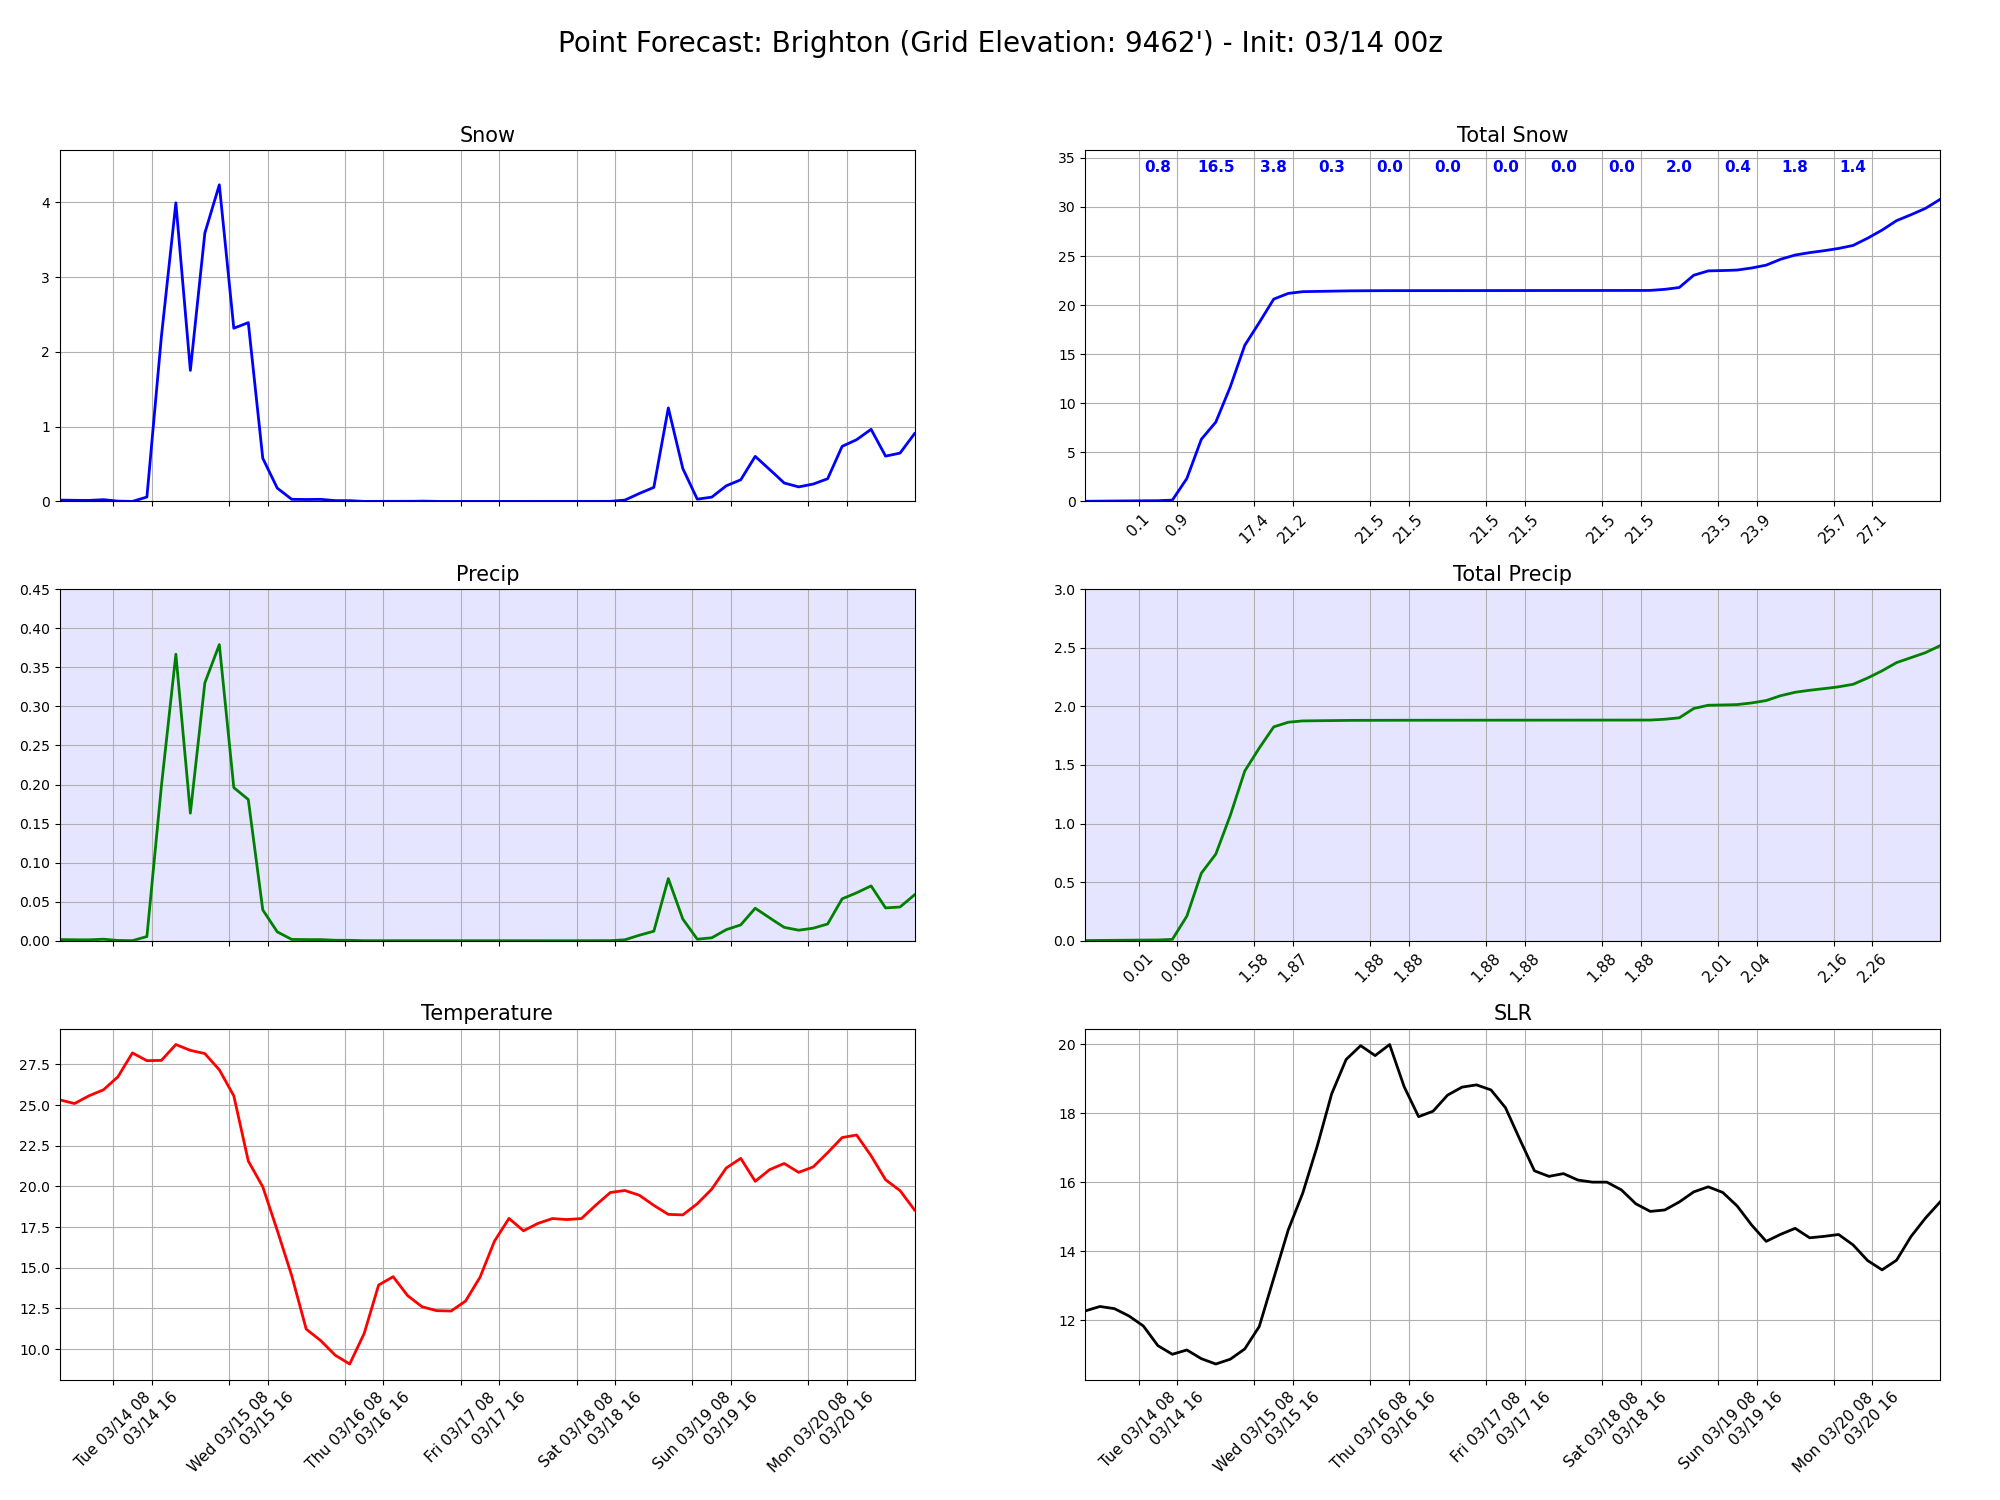 Point Forecast: Brighton (Grid Elevation: 9462') - Init: 03/14 00z
Snow
4
3
2
1
0
Total Snow
35
30
25
20
15
10
5
0
0.8 16.5 3.8 0.3 0.0 0.0 0.0 0.0 0.0 2.0 0.4 1.8 1.4
0.1 0.9 17.4 21.2 21.5 21.5 21.5 21.5 21.5 21.5 23.5 23.9 25.7 27.1
Precip
0.45
0.40
0.35
0.30
0.25
0.20
0.15
0.10
0.05
0.00
Total Precip
3.0
2.5
2.0
1.5
1.0
0.5
0.0
0.01 0.08 1.58 1.87 1.88 1.88 1.88 1.88 1.88 1.88 2.01 2.04 2.16 2.26
Temperature
27.5
25.0
22.5
20.0
17.5
15.0
12.5
10.0
Tue 03/14 08
03/14 16
Wed 03/15 08
03/15 16
Thu 03/16 08
03/16 16
Fri 03/17 08
03/17 16
Sat 03/18 08
03/18 16
Sun 03/19 08
03/19 16
Mon 03/20 08
03/20 16
SLR
20
18
16
14
12
Tue 03/14 08
03/14 16
Wed 03/15 08
03/15 16
Thu 03/16 08
03/16 16
Fri 03/17 08
03/17 16
Sat 03/18 08
03/18 16
Sun 03/19 08
03/19 16
Mon 03/20 08
03/20 16